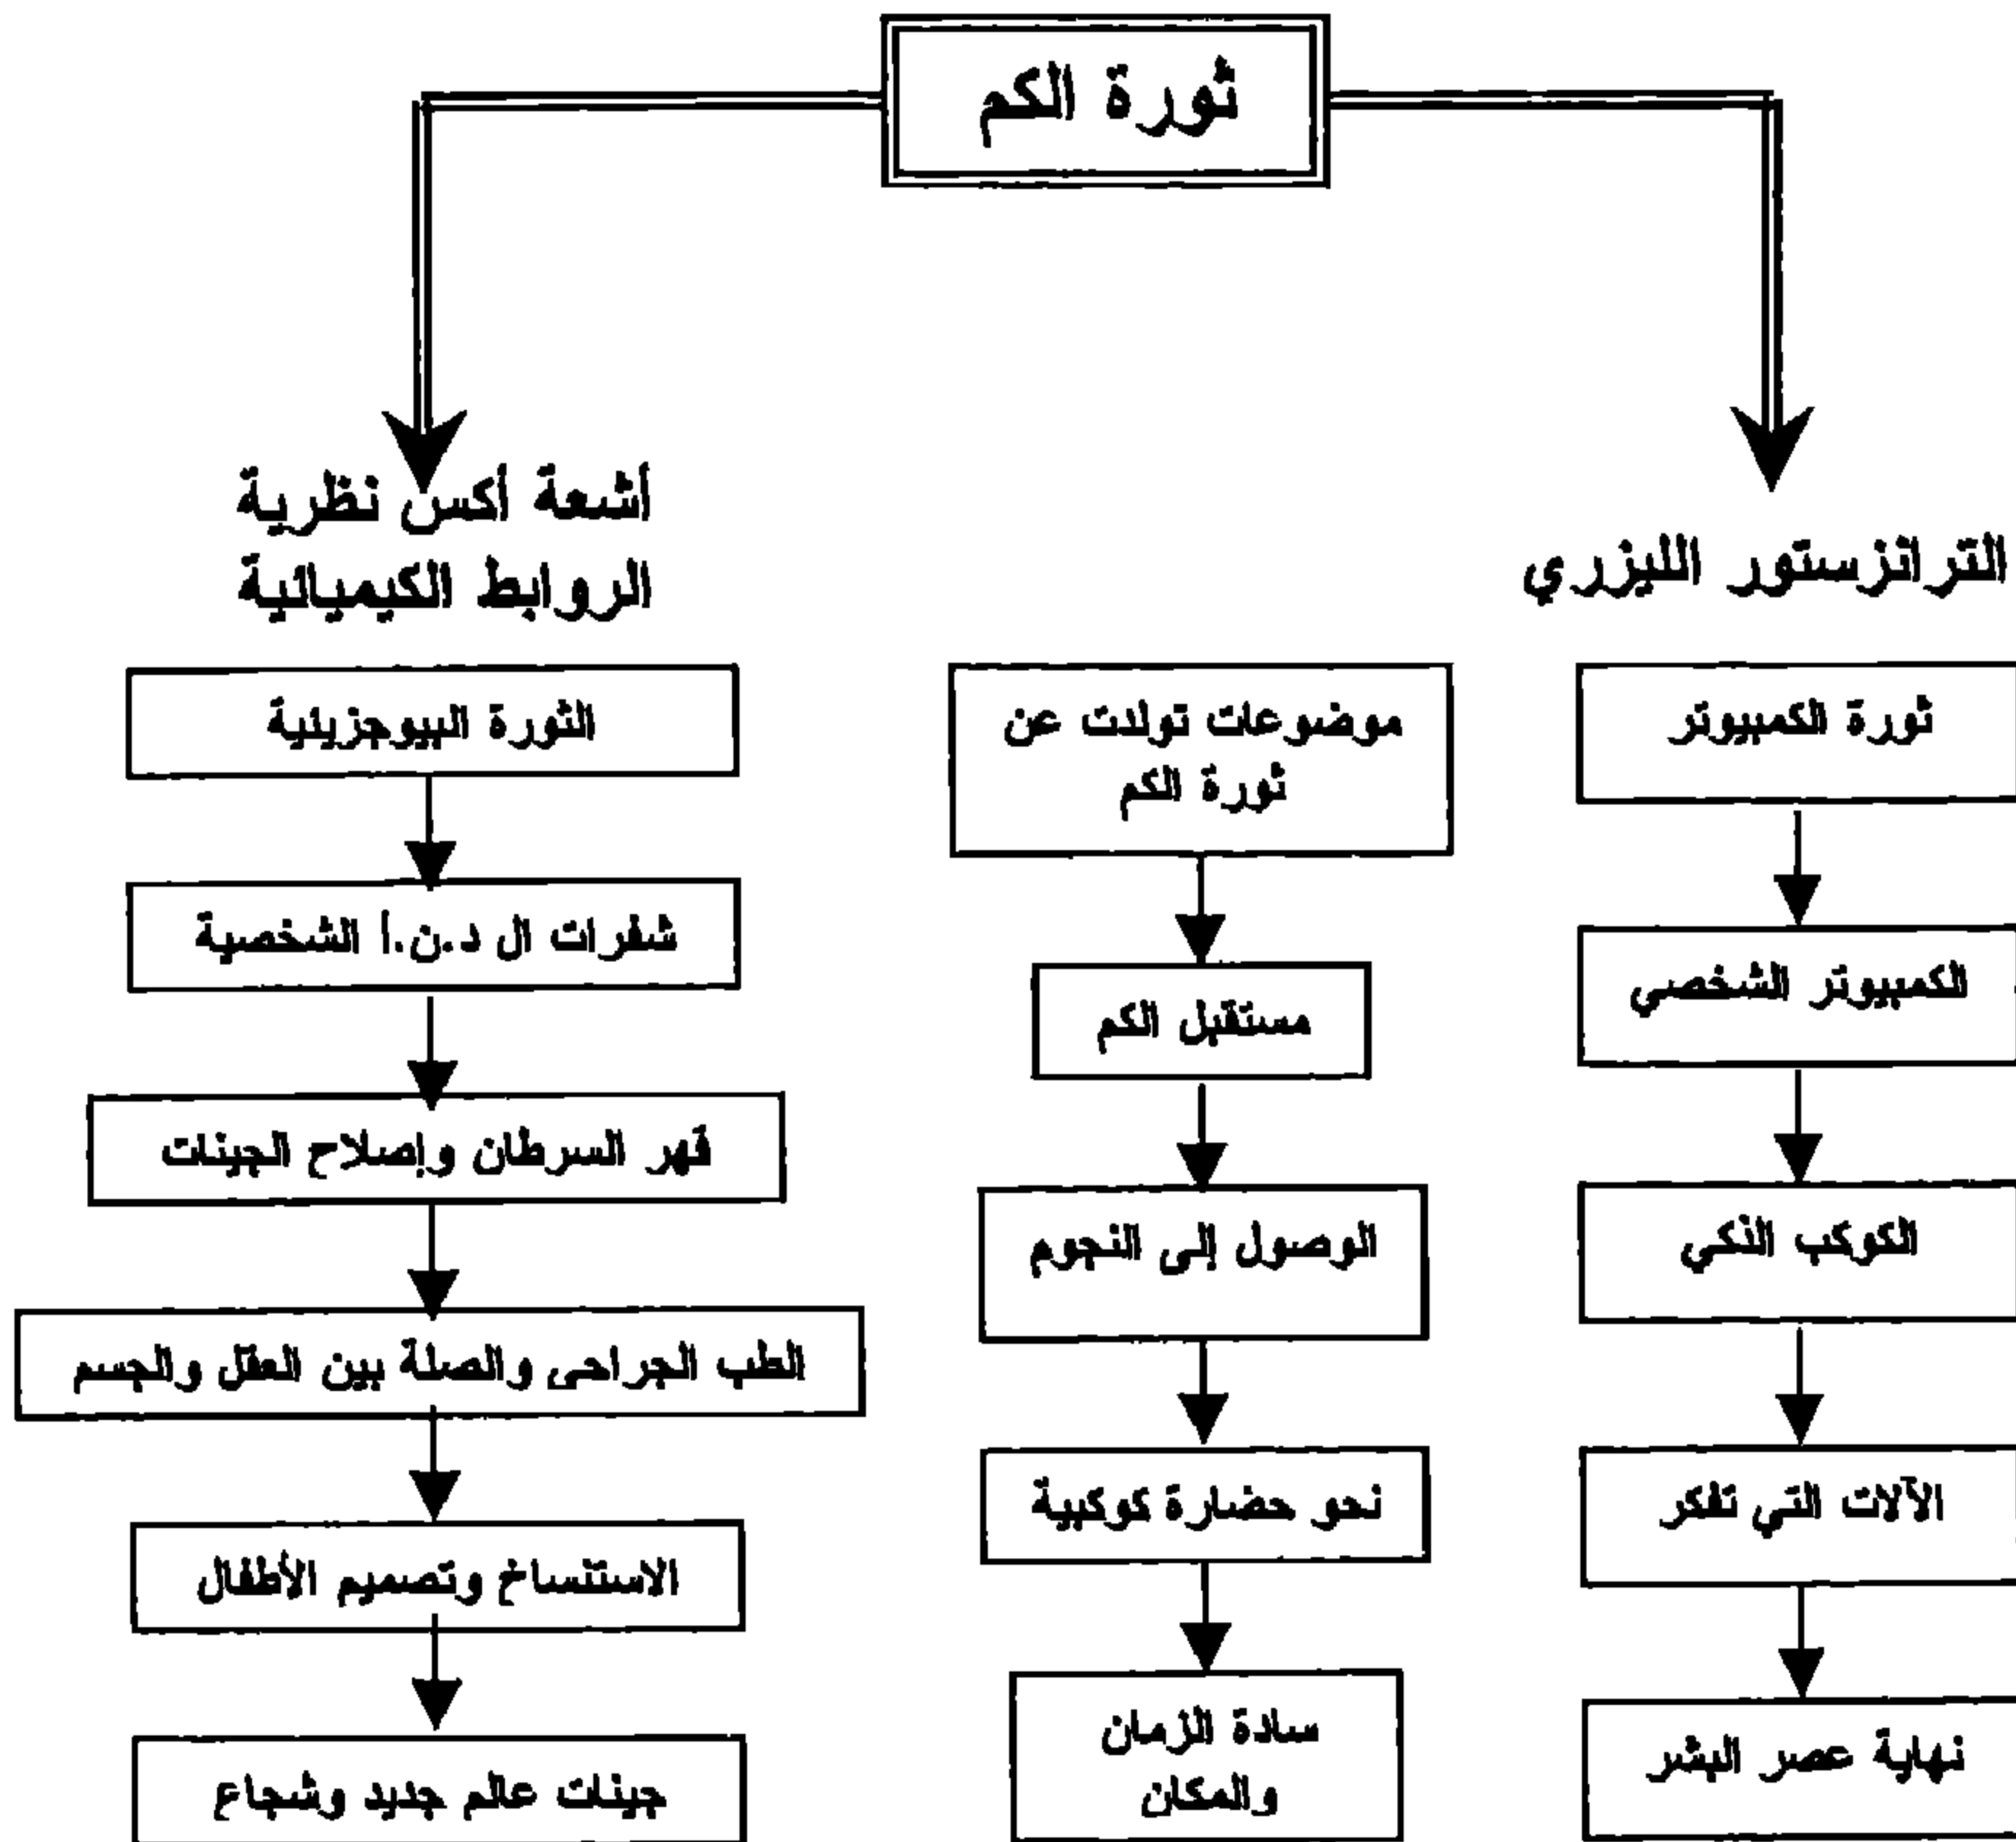 ثورة الكم
الترانزستور الليزري
ثورة الكمبيوتر
الكمبيوتر الشخصي
الكوكب الذكي
الآلات التي تفكر
نهاية عصر البشر
موضوعات تولدت عن
ثورة الكم
مستقبل الكم
الوصول إلى النجوم
نحو حضارة كوكبية
سادة الزمان
والمكان
أشعة أكس نظرية
الروابط الكيميائية
الثورة البيوجزيئية
شفرات ال د.ن.ا الشخصية
قهر السرطان وإصلاح الجينات
الطب الجراحى والصلة بين العقل والجسم
الاستنساخ وتصميم الأطفال
جينات عالم جديد وشجاع